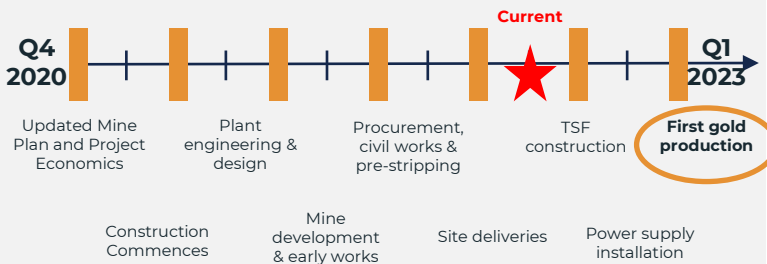 Current
Q4
2020
Q1
2023
Updated Mine
Plan and Project
Economics
Plant
engineering &
design
Procurement,
civil works &
pre-stripping
TSF
construction
First gold
production
Construction
Commences
Mine
development
& early works
Site deliveries
Power supply
installation